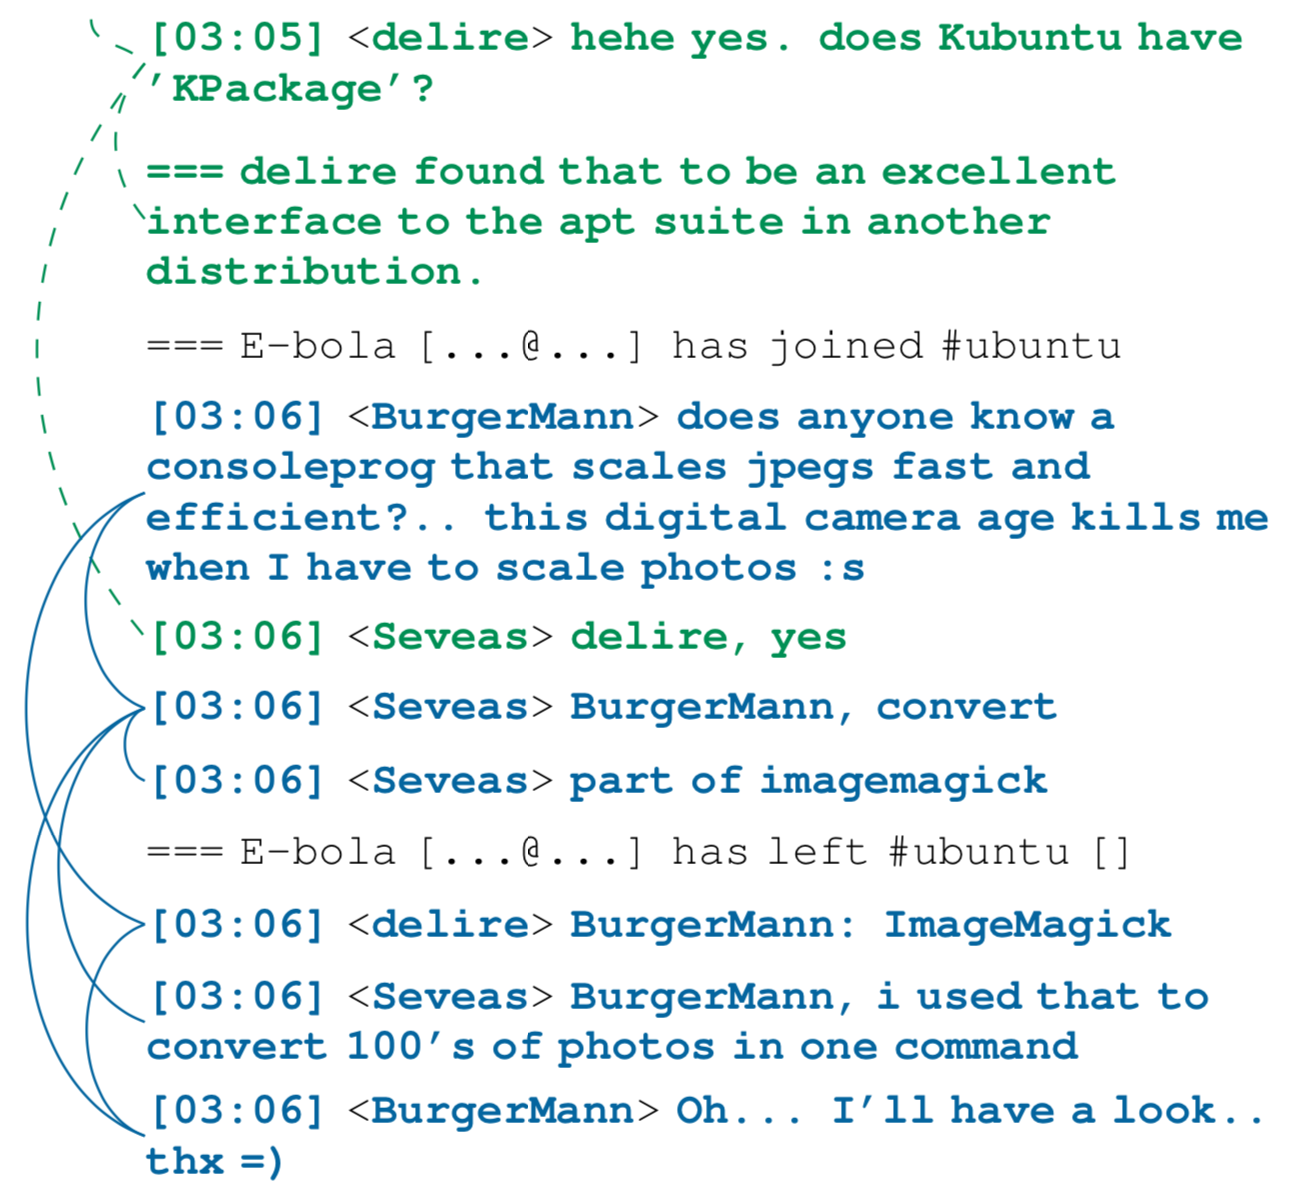 [03:05] <delire> hehe yes. does Kubuntu have
'KPackage'?
=== delire found that to be an excellent
interface to the apt suite in another
distribution.
=== E-bola [...@...] has joined #ubuntu
[03:06] <BurgerMann> does anyone know a
consoleprog that scales jpegs fast and
efficient?.. this digital camera age kills me
when I have to scale photos :s
[03:06] <Seveas> delire, yes
[03:06] <Seveas> BurgerMann, convert
[03:06] <Seveas> part of imagemagick
=== E-bola [...@...] has left #ubuntu []
[03:06] <delire> BurgerMann: ImageMagick
[03:06] <Seveas> BurgerMann, i used that to
convert 100's of photos in one command
[03:06] <BurgerMann> Oh... I'll have a look..
thx =)